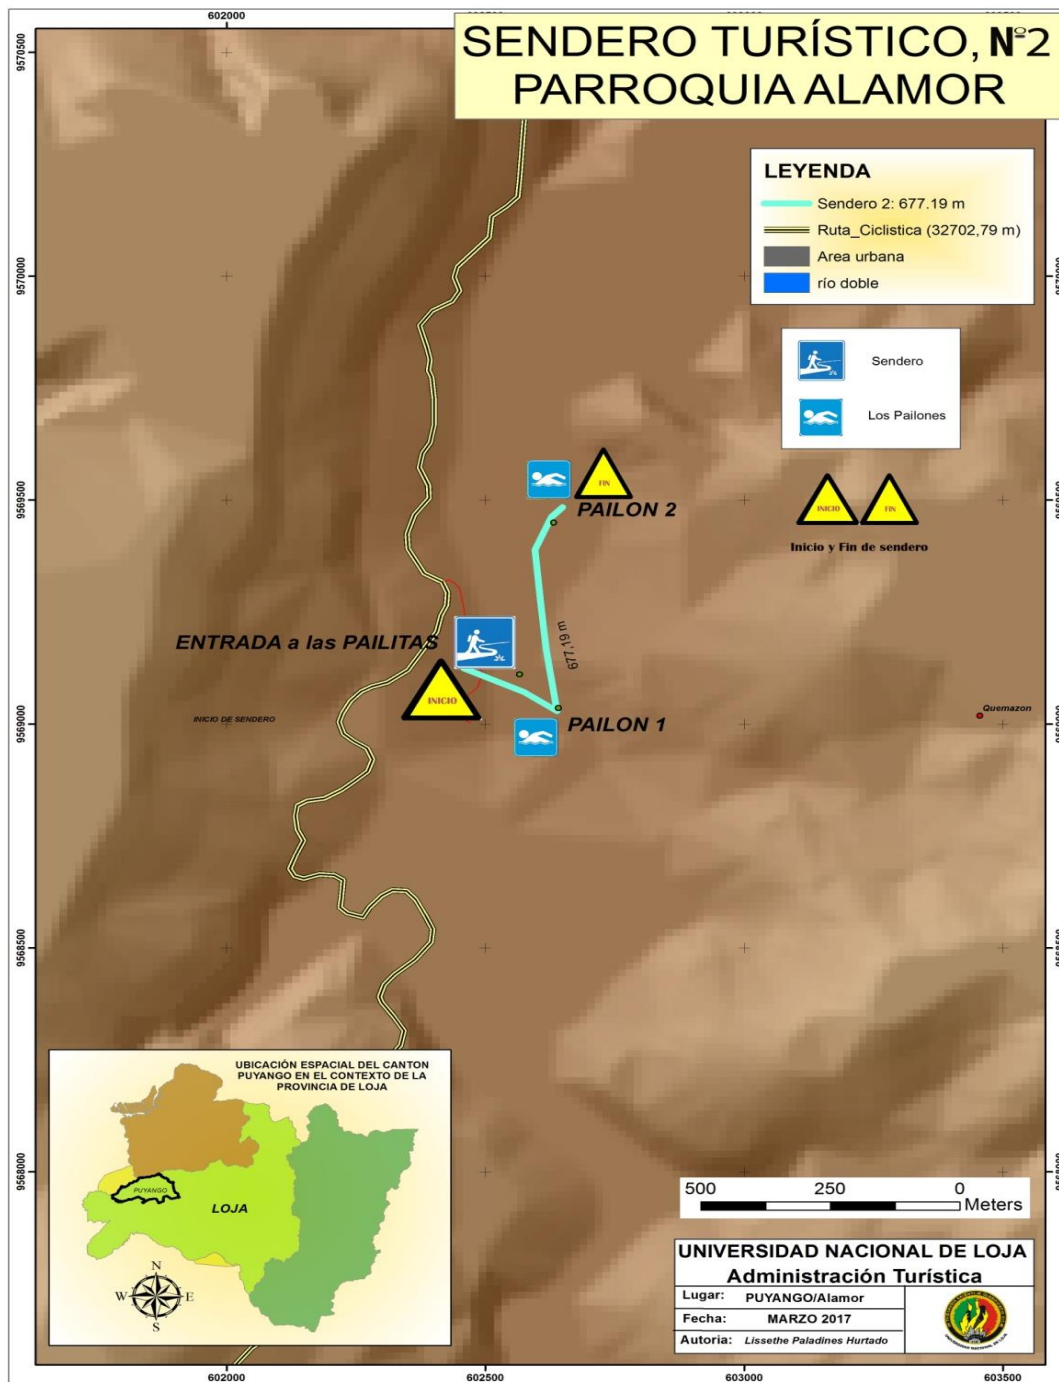 602000
603000
SENDERO TURÍSTICO, Nº2
PARROQUIA ALAMOR
9570500
LEYENDA
Sendero 2: 677.19 m
Ruta_Ciclistica (32702,79 m)
Area urbana
río doble
9570000
Sendero
Los Pailones
FIN
PAILON 2
9569500
INICIO
FIN
Inicio y Fin de sendero
677,19 m
ENTRADA a las PAILITAS
INICIO
INICIO DE SENDERO
PAILON 1
Quemazon
9569000
9568500
9568000
UBICACIÓN ESPACIAL DEL CANTON
PUYANGO EN EL CONTEXTO DE LA
PROVINCIA DE LOJA
PUYANGO
LOJA
N
W
E
S
500
250
0
Meters
UNIVERSIDAD NACIONAL DE LOJA
Administración Turística
Lugar: PUYANGO/Alamor
Fecha: MARZO 2017
Autoria: Lissethe Paladines Hurtado
602000
602500
603000
603500